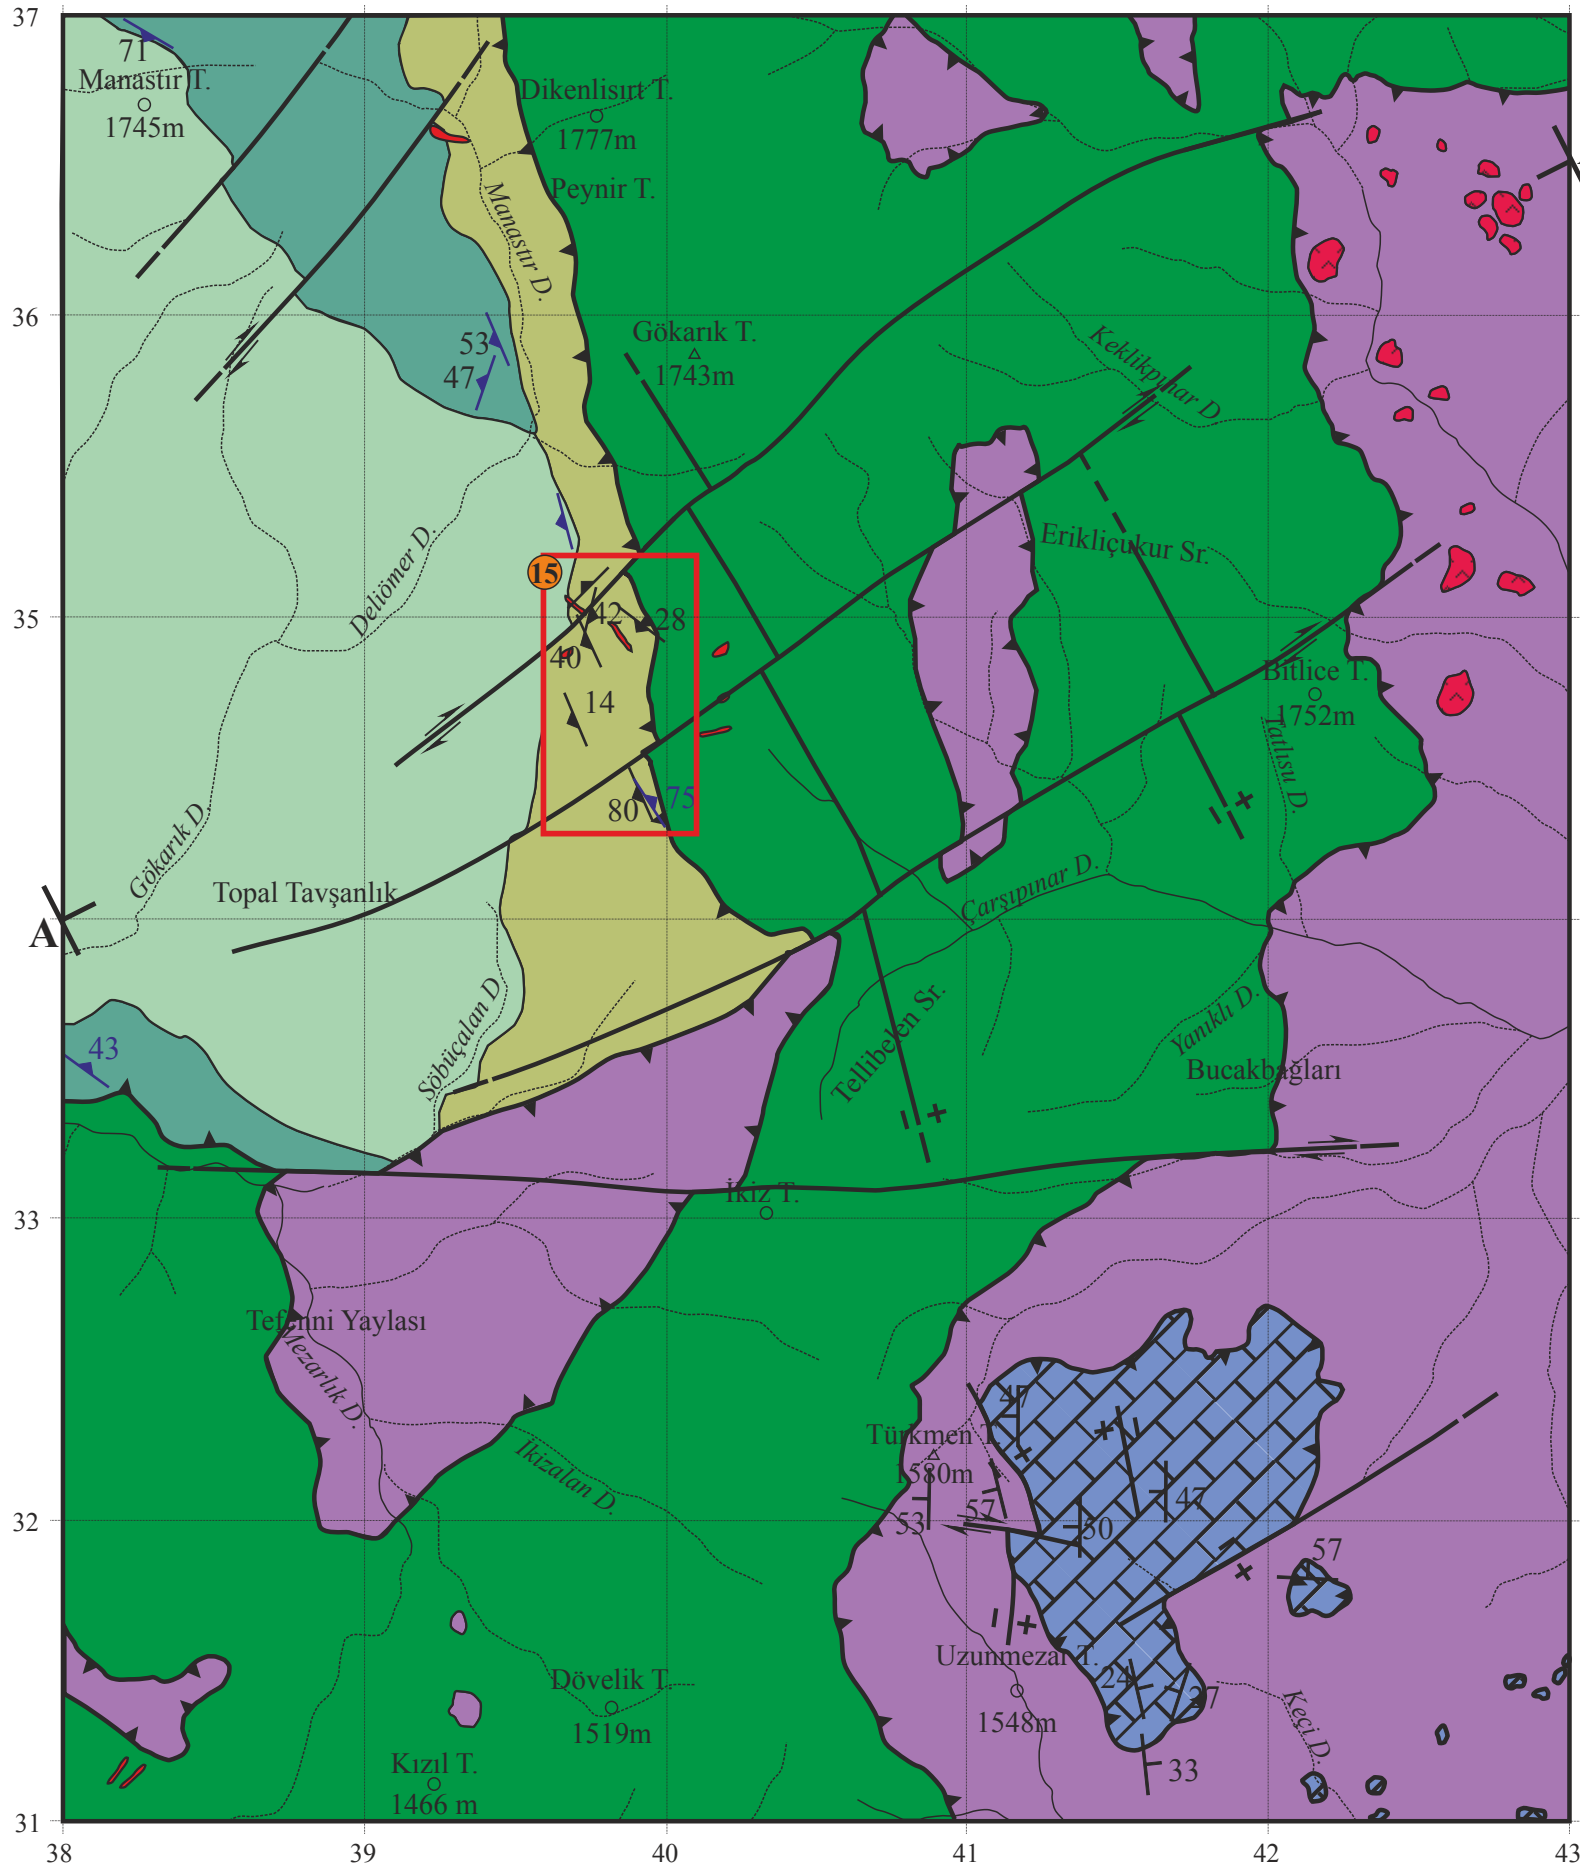 37
71
Manastır T.
1745m
Dikenlisırt T.
1777m
Peynir T.
Manastır D.
36
53
47
Gökarık T.
1743m
Keklikpınar D
Erikliçukur Sr.
Deliömer D.
15
35
42
28
40
14
Bitlice T.
1752m
Tatlısu D.
75
80
Gökarık D.
Topal Tavşanlık
Çarşıpınar D.
A
Söbüçalan D
Tellibelen Sr.
Yanıklı D.
43
Bucakbağları
İkiz T.
33
Tefenni Yaylası
Mezarlık D.
47
Türkmen T.
1580m
İkizalan D.
47
53
57
50
32
57
Uzunmezar T.
24
27
1548m
Dövelik T.
1519m
Keçi D.
33
Kızıl T.
1466 m
31
38
39
40
41
42
43